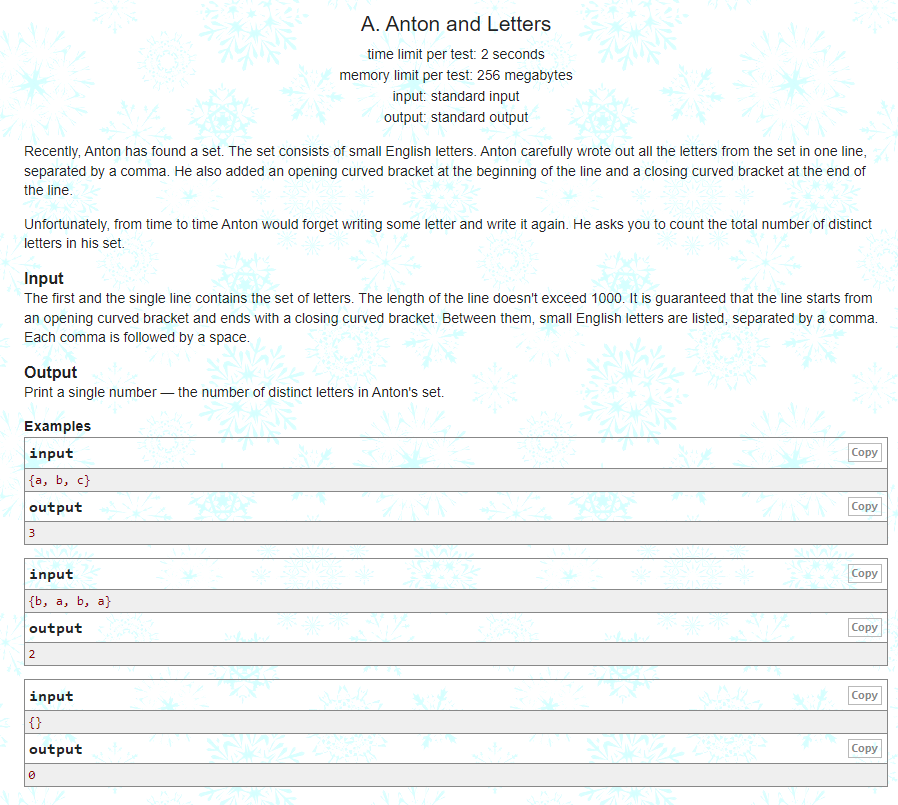 A. Anton and Letters
time limit per test: 2 seconds
memory limit per test: 256 megabytes
input: standard input
output: standard output
Recently, Anton has found a set. The set consists of small English letters. Anton carefully wrote out all the letters from the set in one line,
separated by a comma. He also added an opening curved bracket at the beginning of the line and a closing curved bracket at the end of
the line.
Unfortunately, from time to time Anton would forget writing some letter and write it again. He asks you to count the total number of distinct
letters in his set.
Input
The first and the single line contains the set of letters. The length of the line doesn't exceed 1000. It is guaranteed that the line starts from
an opening curved bracket and ends with a closing curved bracket. Between them, small English letters are listed, separated by a comma.
Each comma is followed by a space.
Output
Print a single number — the number of distinct letters in Anton's set.
Examples
input Copy
{a, b, c}
output Copy
3
input Copy
{b, a, b, a}
output Copy
2
input Copy
{}
output Copy
0